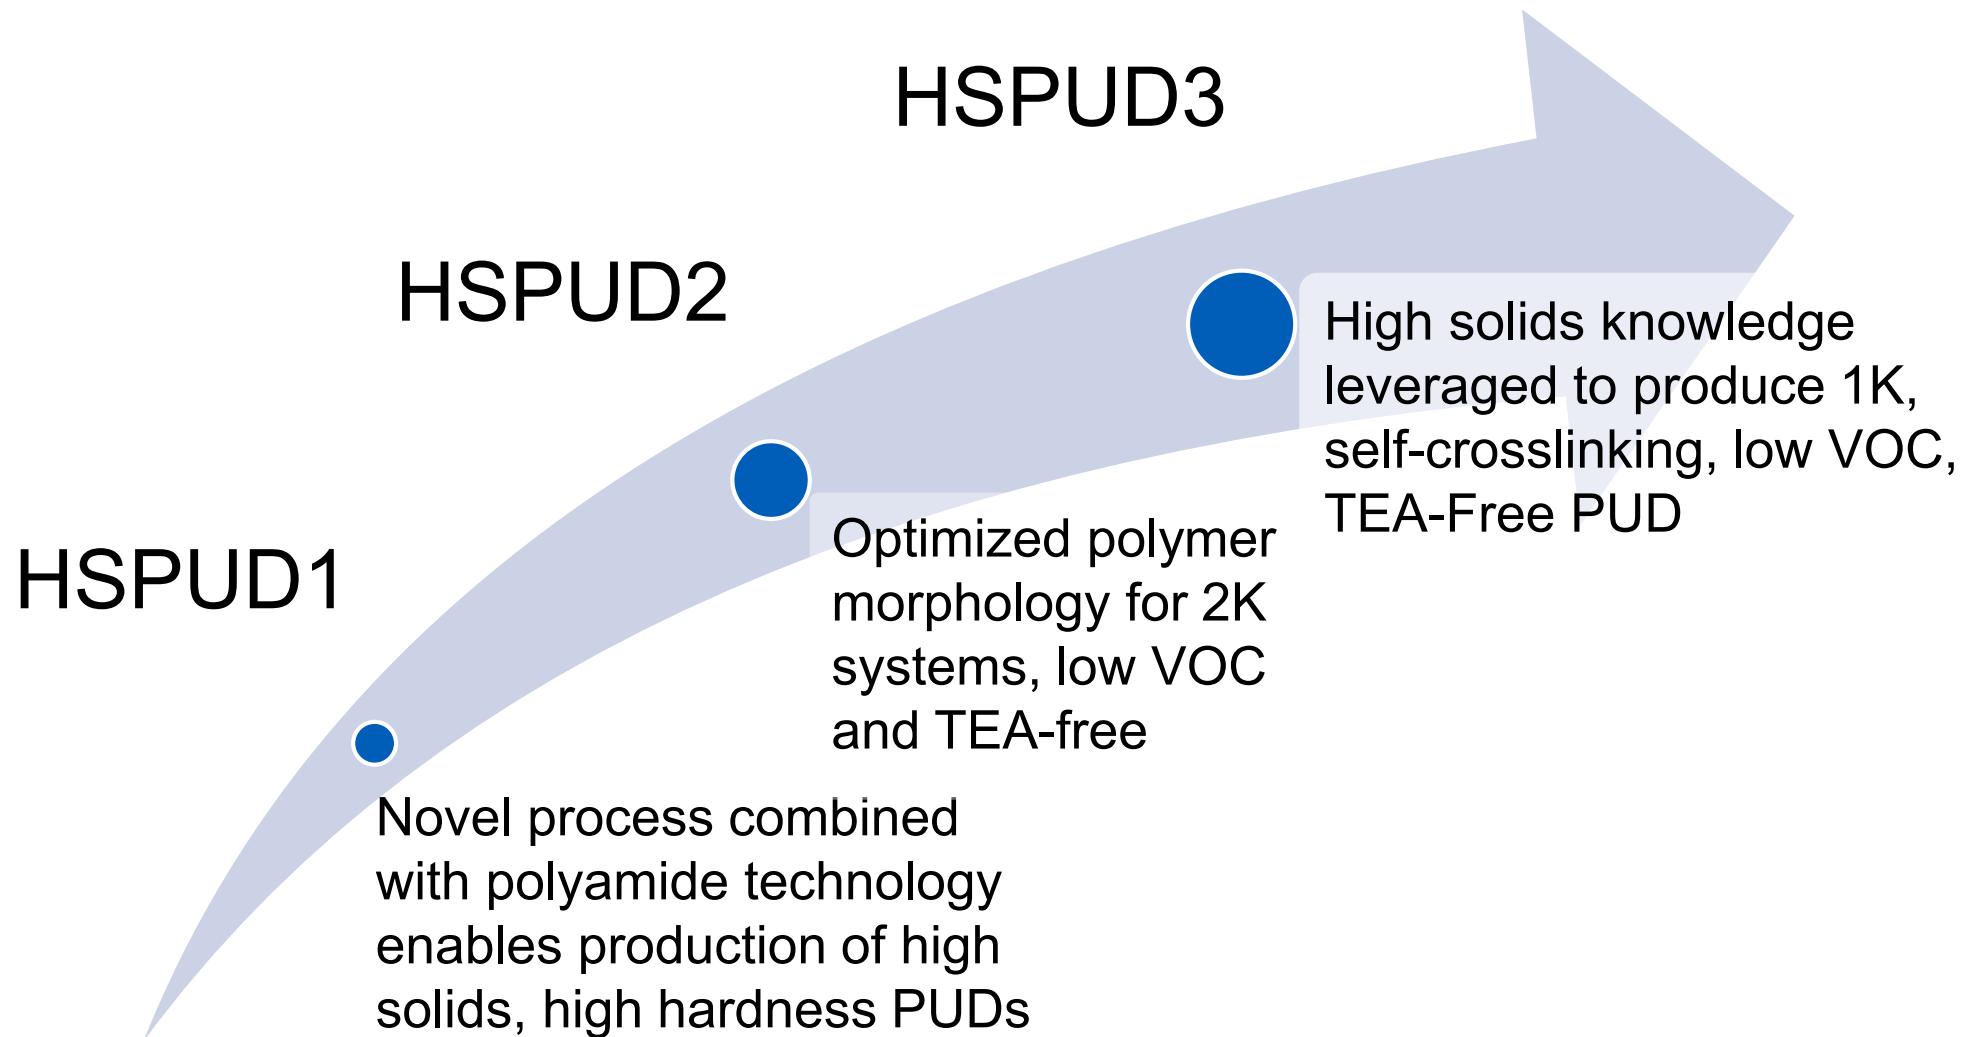 HSPUD1
Novel process combined
with polyamide technology
enables production of high
solids, high hardness PUDs
HSPUD2
Optimized polymer
morphology for 2K
systems, low VOC
and TEA-free
HSPUD3
High solids knowledge
leveraged to produce 1K,
self-crosslinking, low VOC,
TEA-Free PUD